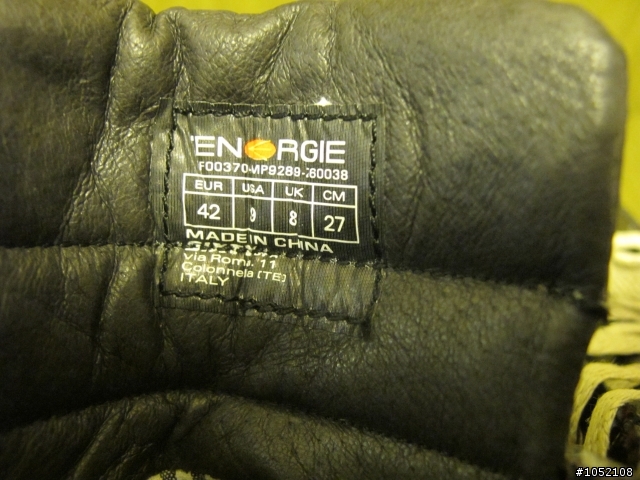 ENERGIE
F00370-MP9289-Z80038
EUR USA UK CM
42 9 8 27
MADE IN CHINA
via Roma, 11
Colonnella (TE)
ITALY
#1052108